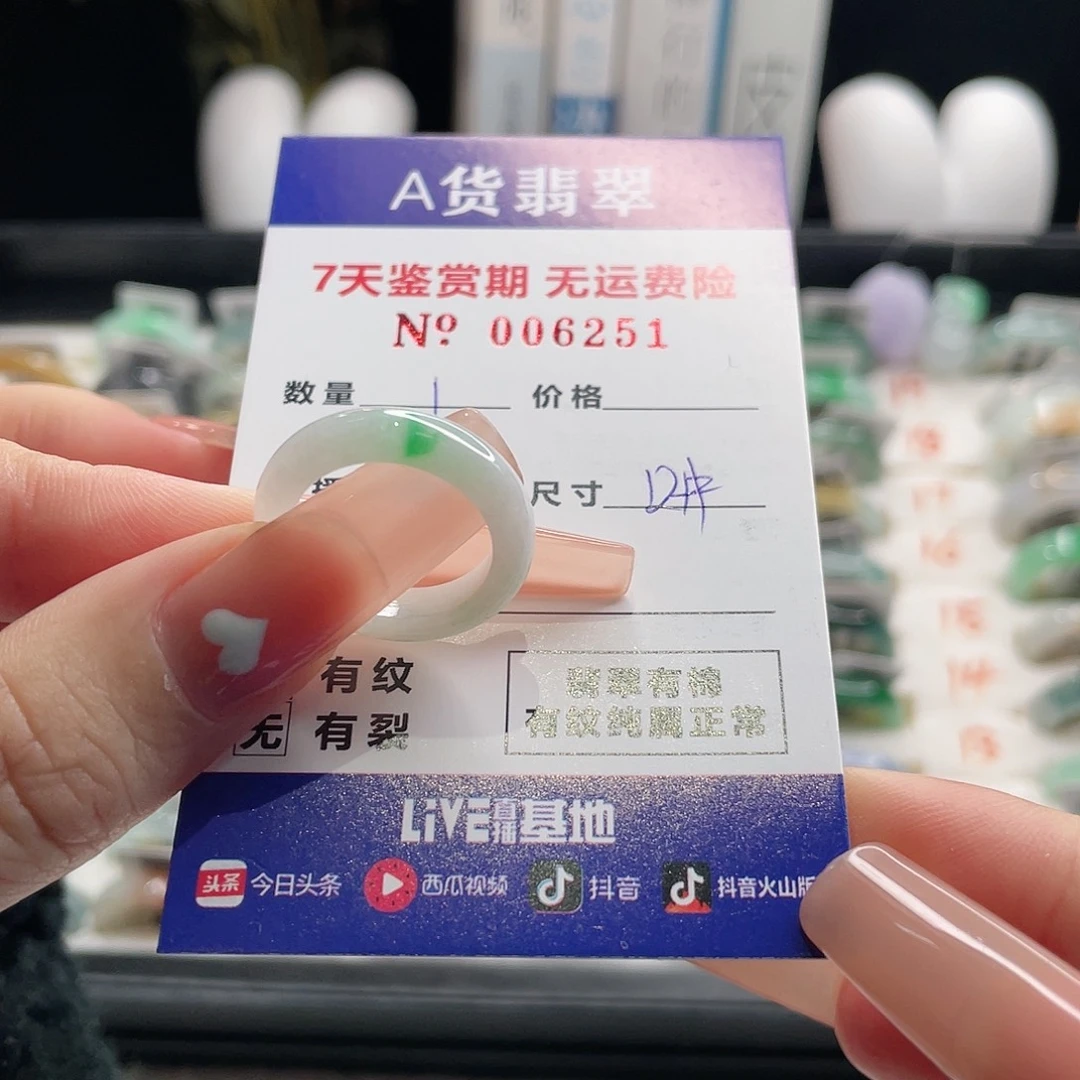 A货翡翠
7天鉴赏期 无运费险
Nº 006251
数量 1 价格
尺寸 12#
有纹
无 有裂
翡翠有棉
有纹纯属正常
LiVE直播基地
头条 今日头条 西瓜视频 抖音 抖音火山版